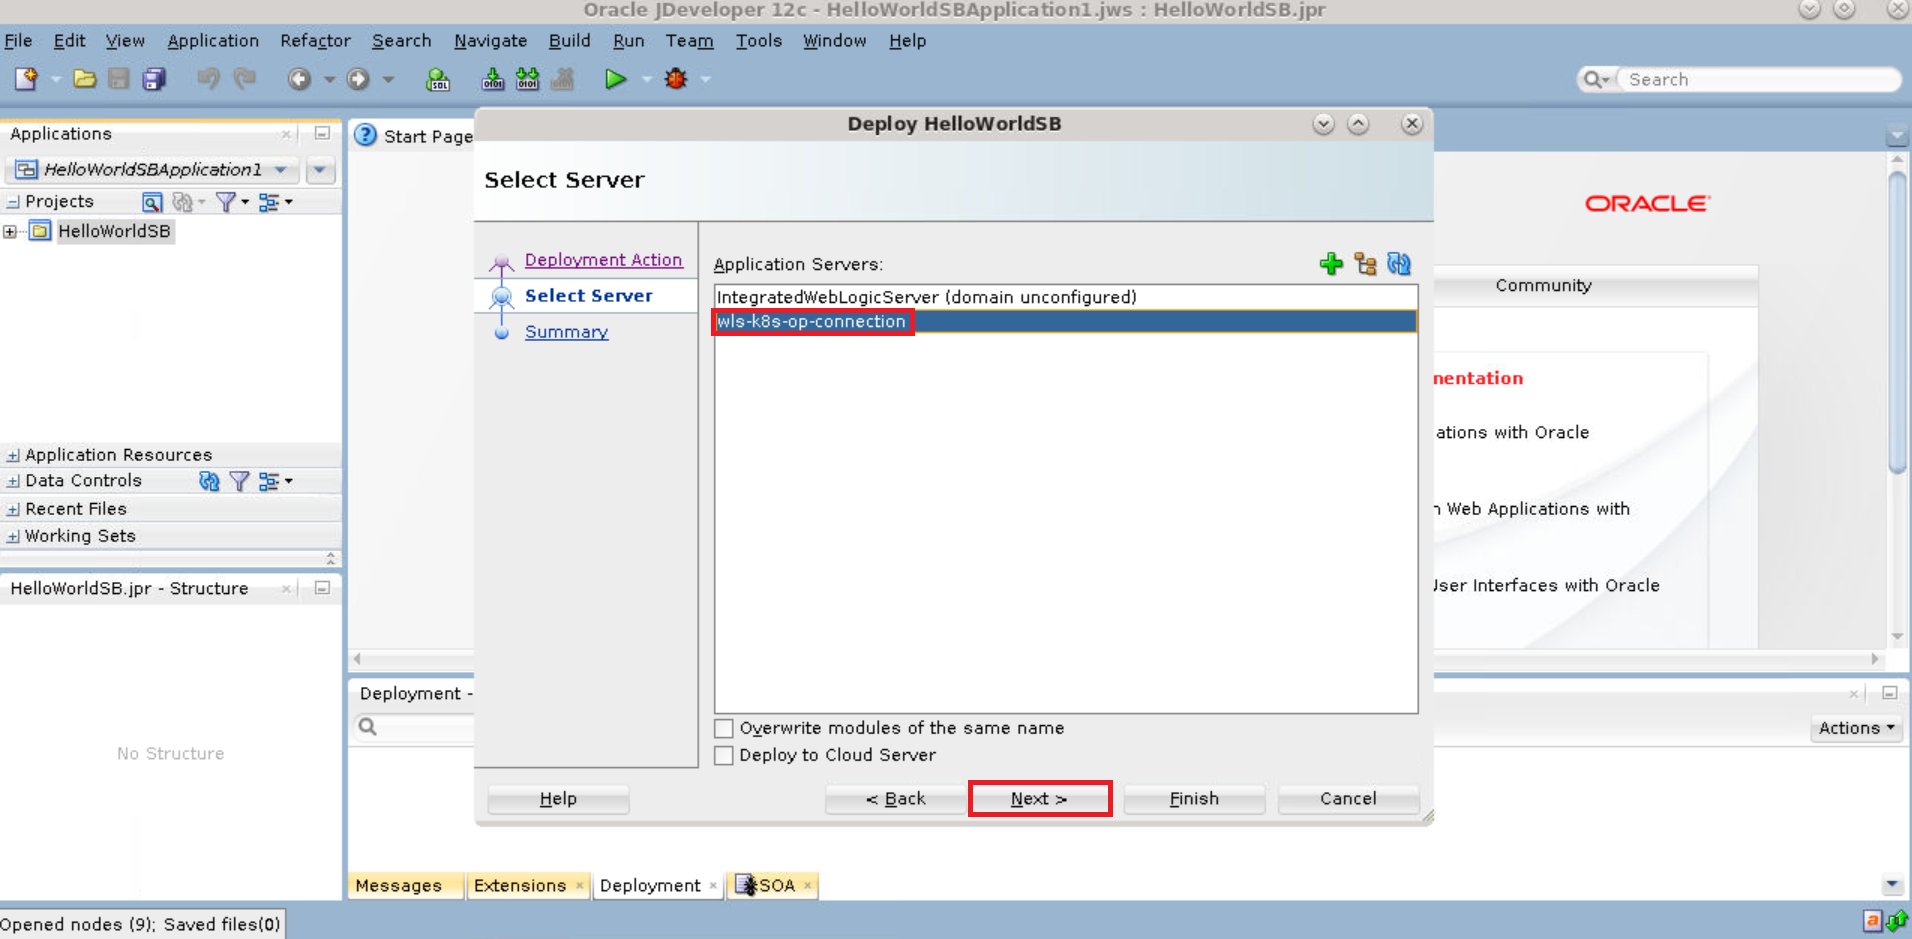 Oracle JDeveloper 12c - HelloWorldSBApplication1.jws : HelloWorldSB.jpr
File Edit View Application Refactor Search Navigate Build Run Team Tools Window Help
Search
Applications
HelloWorldSBApplication1
Projects
HelloWorldSB
Application Resources
Data Controls
Recent Files
Working Sets
HelloWorldSB.jpr - Structure
No Structure
Start Page
ORACLE
Community
mentation
ations with Oracle
Web Applications with
User Interfaces with Oracle
Deploy HelloWorldSB
Select Server
Deployment Action
Select Server
Summary
Application Servers:
IntegratedWebLogicServer (domain unconfigured)
wls-k8s-op-connection
Overwrite modules of the same name
Deploy to Cloud Server
Help < Back Next > Finish Cancel
Deployment -
Actions
Messages Extensions Deployment SOA
Opened nodes (9); Saved files(0)